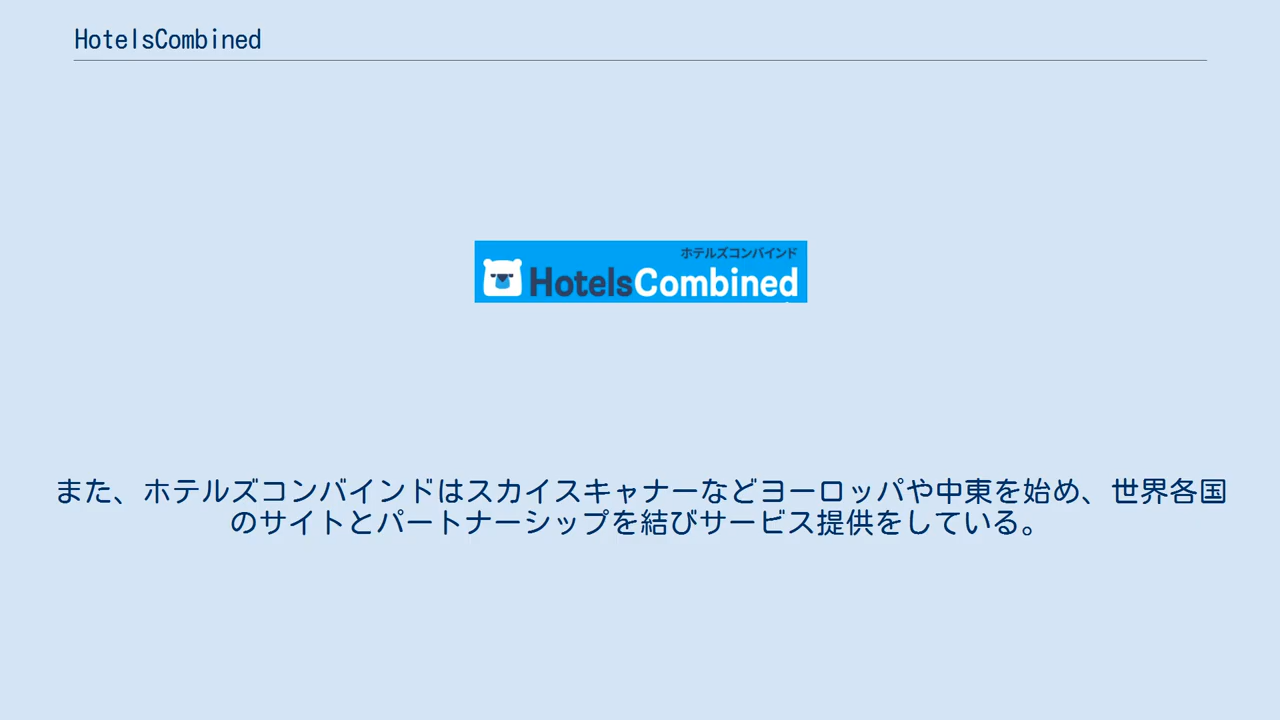 HotelsCombined
ホテルズコンバインド
HotelsCombined
また、ホテルズコンバインドはスカイスキャナーなどヨーロッパや中東を始め、世界各国
のサイトとパートナーシップを結びサービス提供をしている。